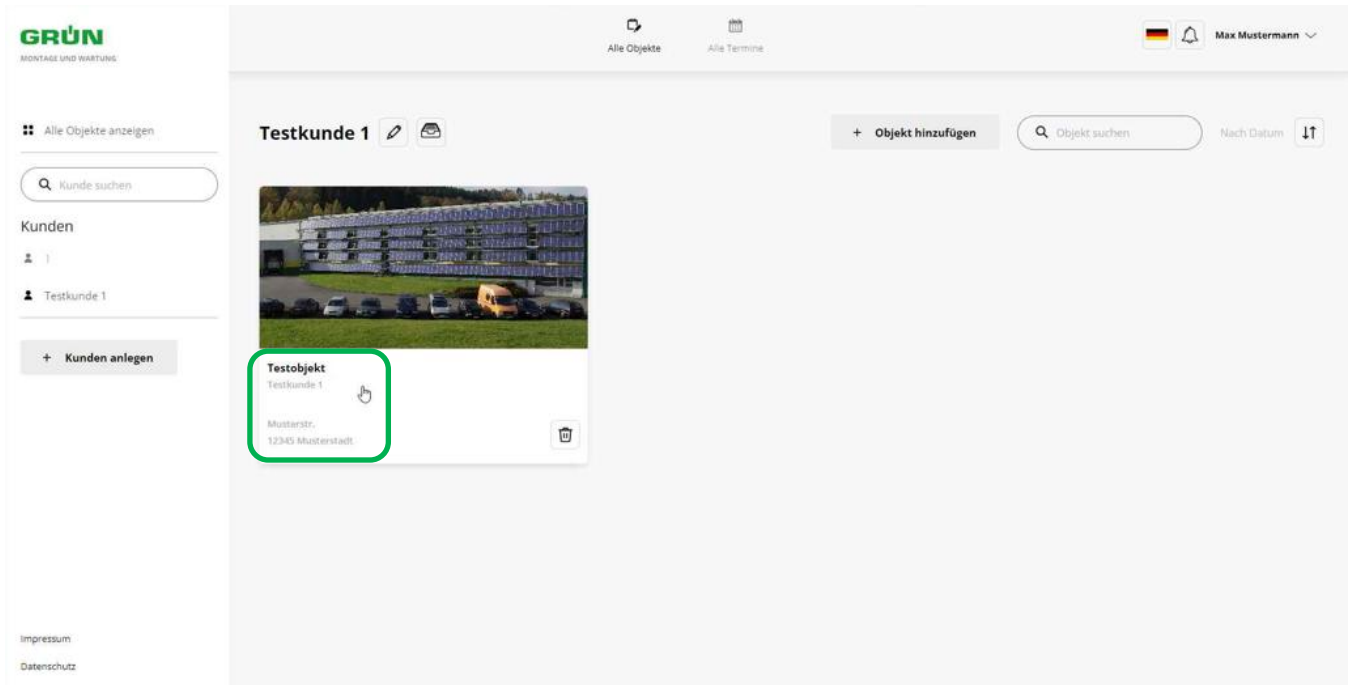 GRÜN
MONTAGE UND WARTUNG
Alle Objekte
Alle Termine
Max Mustermann
Alle Objekte anzeigen
Kunde suchen
Kunden
1
Testkunde 1
+ Kunden anlegen
Testkunde 1
+ Objekt hinzufügen
Objekt suchen
Nach Datum
Testobjekt
Testkunde 1
Musterstr.
12345 Musterstadt
Impressum
Datenschutz